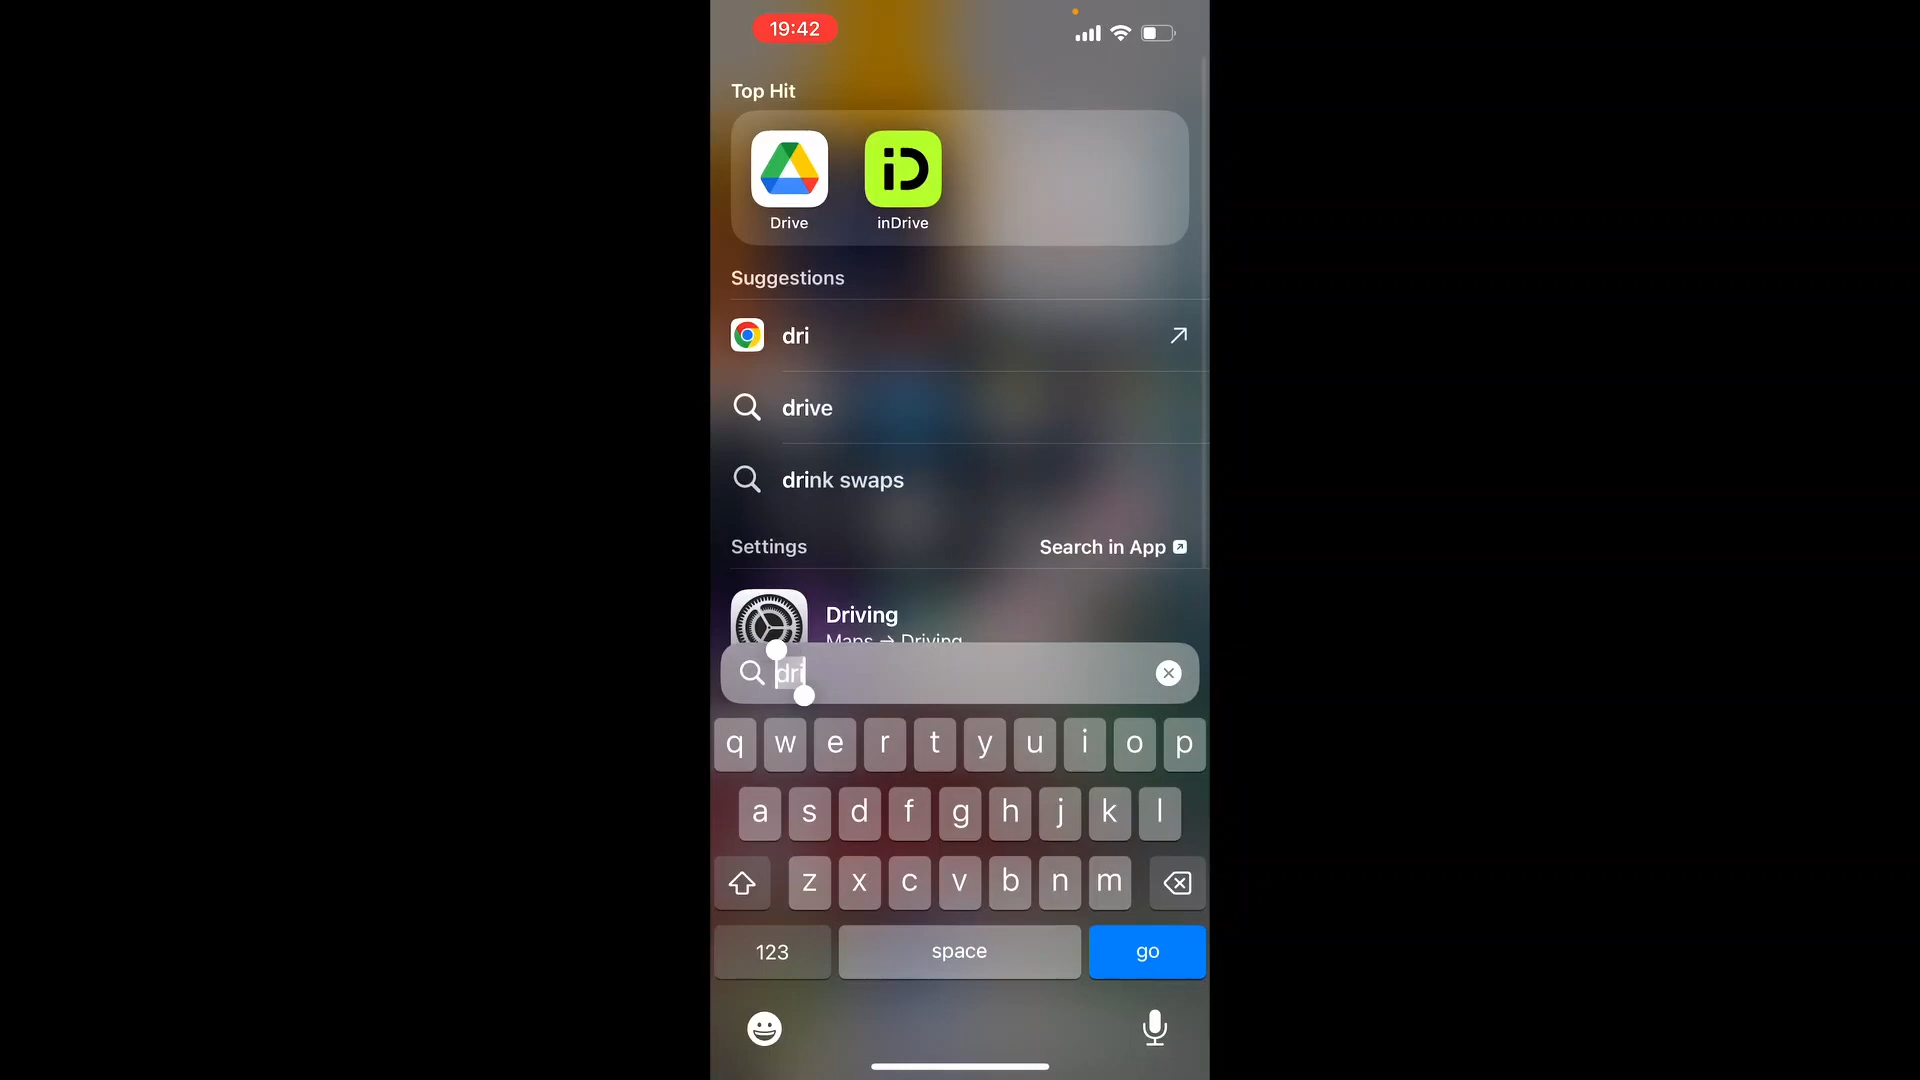 19:42
Top Hit
iD
Drive
inDrive
Suggestions
dri
drive
drink swaps
Settings
Search in App
Driving
Maps → Driving
dri
q w e r t y u i o p
a s d f g h j k l
z x c v b n m
123
space
go